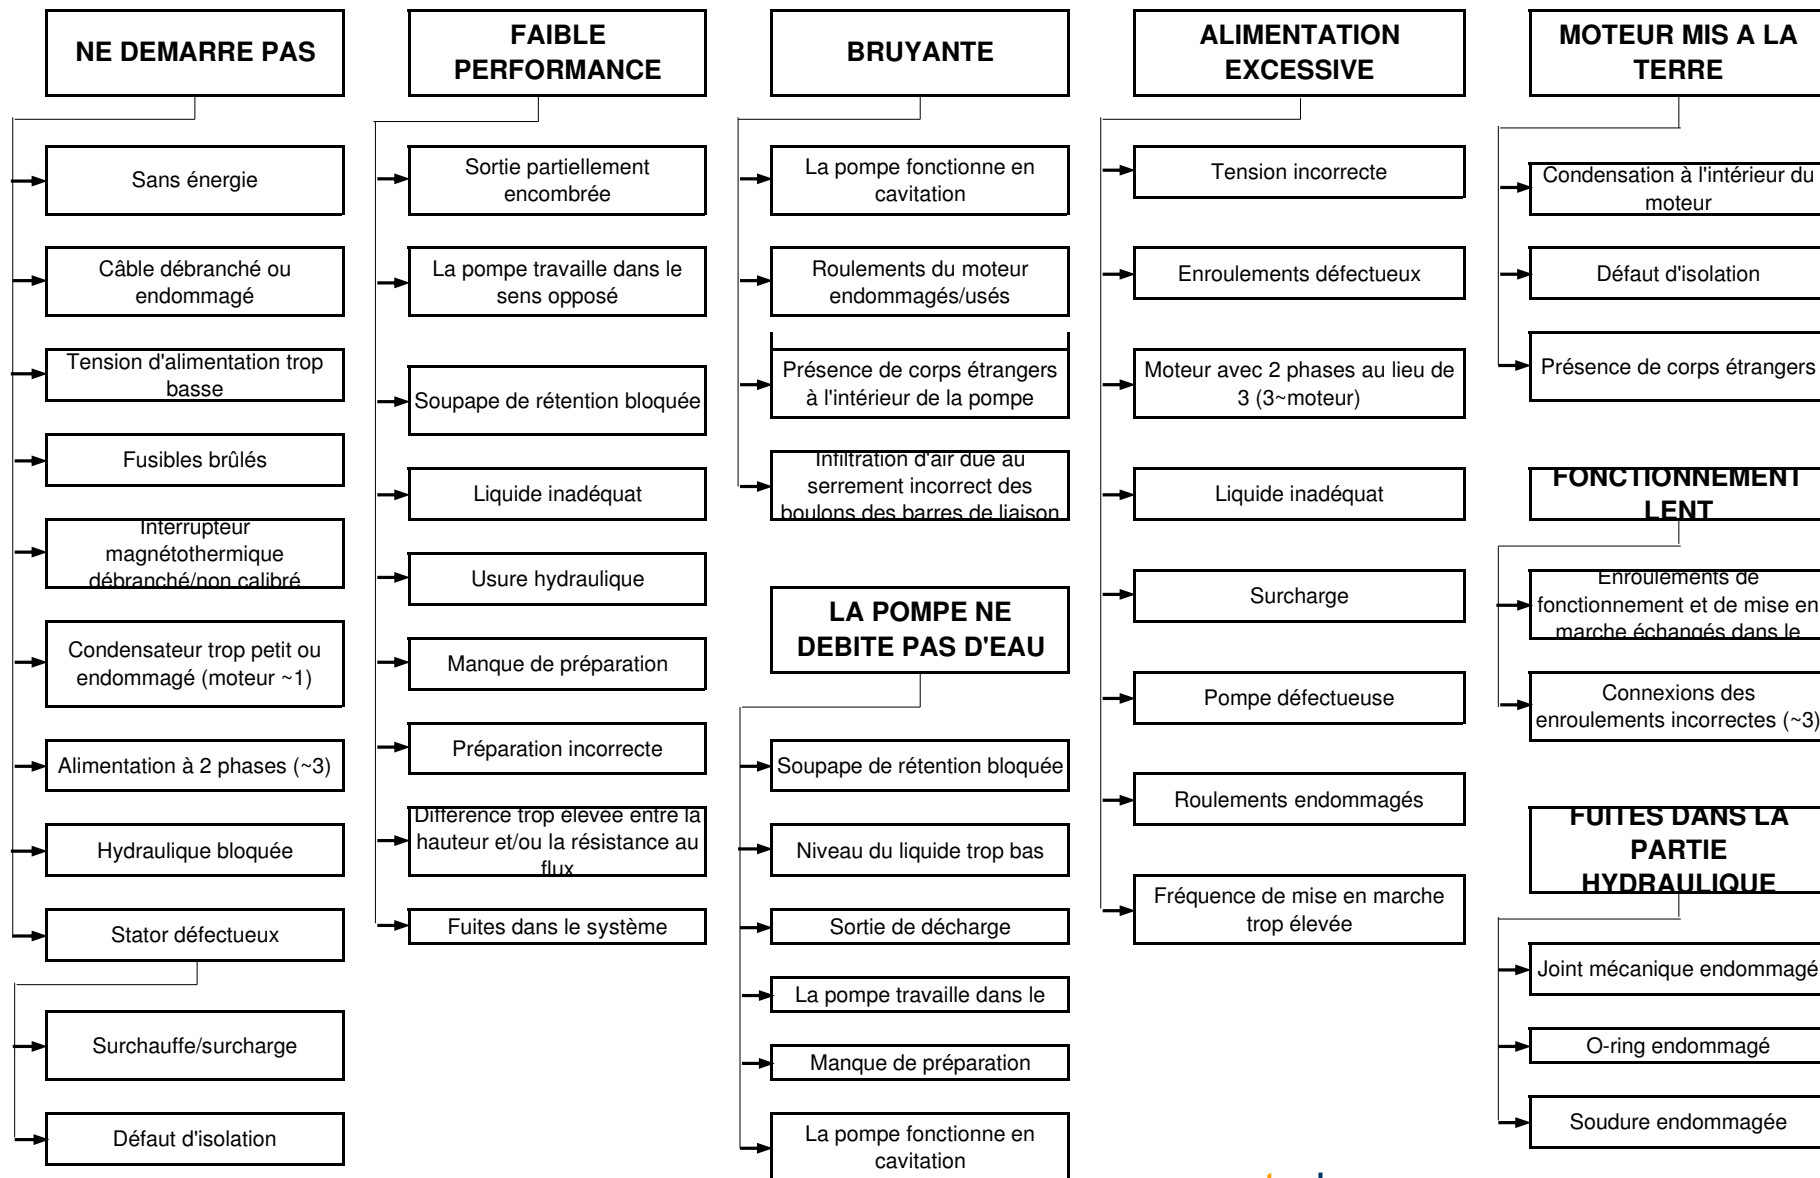 NE DEMARRE PAS
Sans énergie
Câble débranché ou
endommagé
Tension d'alimentation trop
basse
Fusibles brûlés
Interrupteur
magnétothermique
débranché/non calibré
Condensateur trop petit ou
endommagé (moteur ~1)
Alimentation à 2 phases (~3)
Hydraulique bloquée
Stator défectueux
Surchauffe/surcharge
Défaut d'isolation
FAIBLE
PERFORMANCE
Sortie partiellement
encombrée
La pompe travaille dans le
sens opposé
Soupape de rétention bloquée
Liquide inadéquat
Usure hydraulique
Manque de préparation
Préparation incorrecte
Différence trop élevée entre la
hauteur et/ou la résistance au
flux
Fuites dans le système
BRUYANTE
La pompe fonctionne en
cavitation
Roulements du moteur
endommagés/usés
Présence de corps étrangers
à l'intérieur de la pompe
Infiltration d'air due au
serrement incorrect des
boulons des barres de liaison
LA POMPE NE
DEBITE PAS D'EAU
Soupape de rétention bloquée
Niveau du liquide trop bas
Sortie de décharge
La pompe travaille dans le
Manque de préparation
La pompe fonctionne en
cavitation
ALIMENTATION
EXCESSIVE
Tension incorrecte
Enroulements défectueux
Moteur avec 2 phases au lieu de
3 (3~moteur)
Liquide inadéquat
Surcharge
Pompe défectueuse
Roulements endommagés
Fréquence de mise en marche
trop élevée
MOTEUR MIS A LA
TERRE
Condensation à l'intérieur du
moteur
Défaut d'isolation
Présence de corps étrangers
FONCTIONNEMENT
LENT
Enroulements de
fonctionnement et de mise en
marche échangés dans le
Connexions des
enroulements incorrectes (~3)
FUITES DANS LA
PARTIE
HYDRAULIQUE
Joint mécanique endommagé
O-ring endommagé
Soudure endommagée